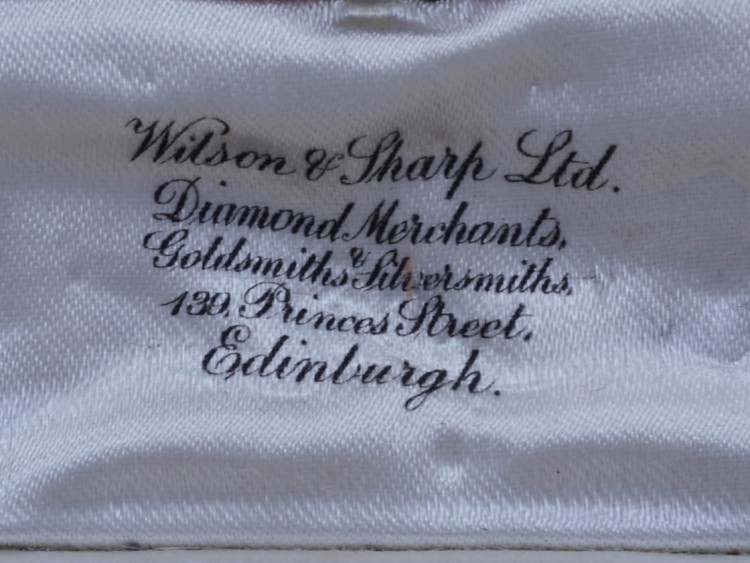 Wilson & Sharp Ltd.
Diamond Merchants,
Goldsmiths & Silversmiths,
139, Princes Street,
Edinburgh.